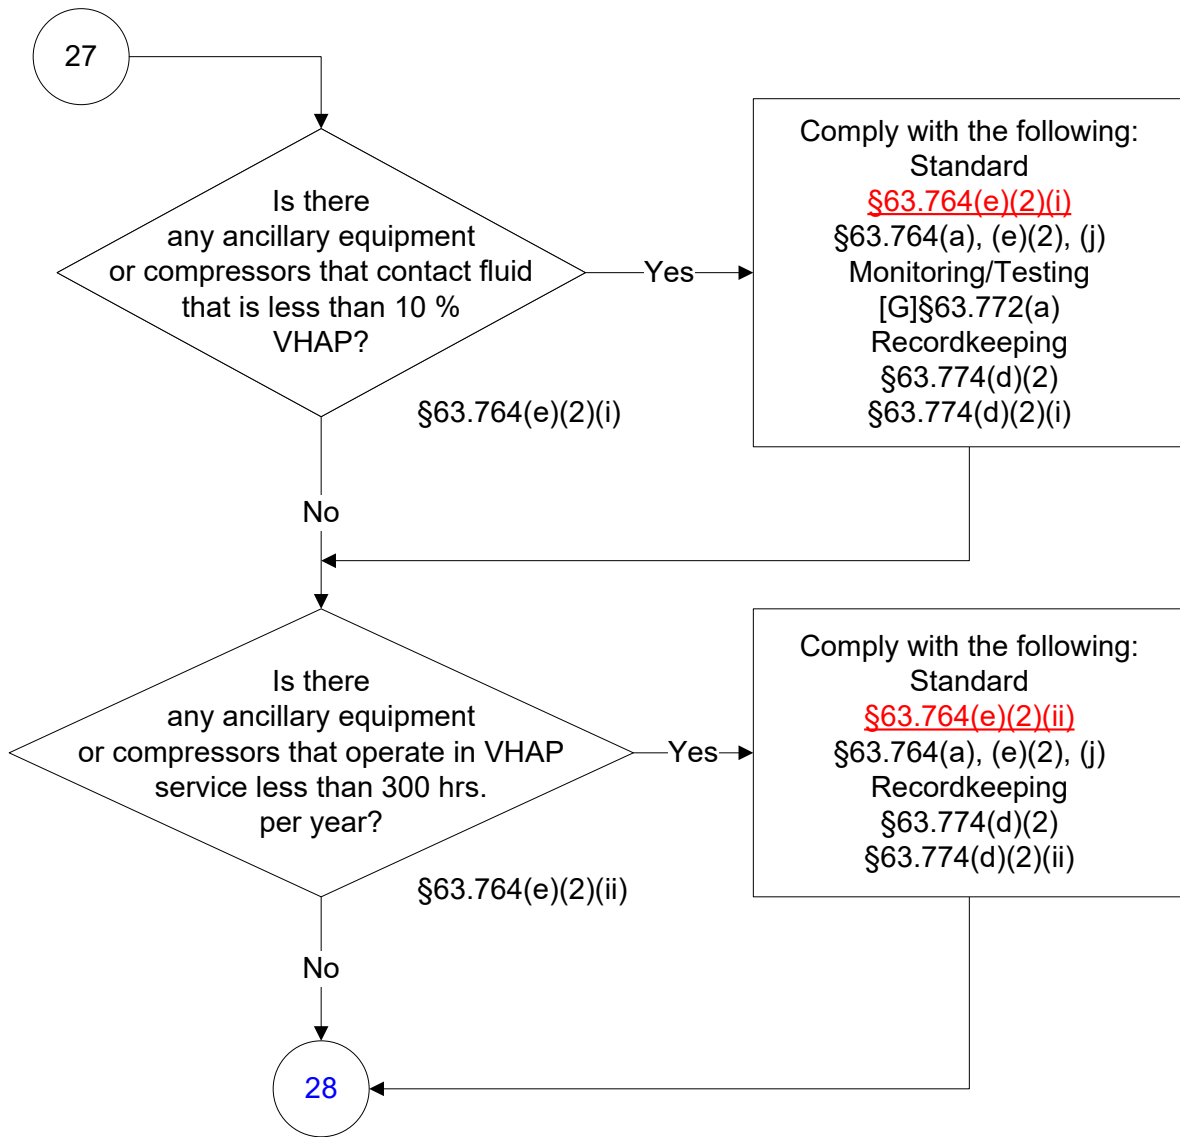 27
Is there
any ancillary equipment
or compressors that contact fluid
that is less than 10 %
VHAP?
Yes
Comply with the following:
Standard
§63.764(e)(2)(i)
§63.764(a), (e)(2), (j)
Monitoring/Testing
[G]§63.772(a)
Recordkeeping
§63.774(d)(2)
§63.774(d)(2)(i)
§63.764(e)(2)(i)
No
Is there
any ancillary equipment
or compressors that operate in VHAP
service less than 300 hrs.
per year?
Yes
Comply with the following:
Standard
§63.764(e)(2)(ii)
§63.764(a), (e)(2), (j)
Recordkeeping
§63.774(d)(2)
§63.774(d)(2)(ii)
§63.764(e)(2)(ii)
No
28